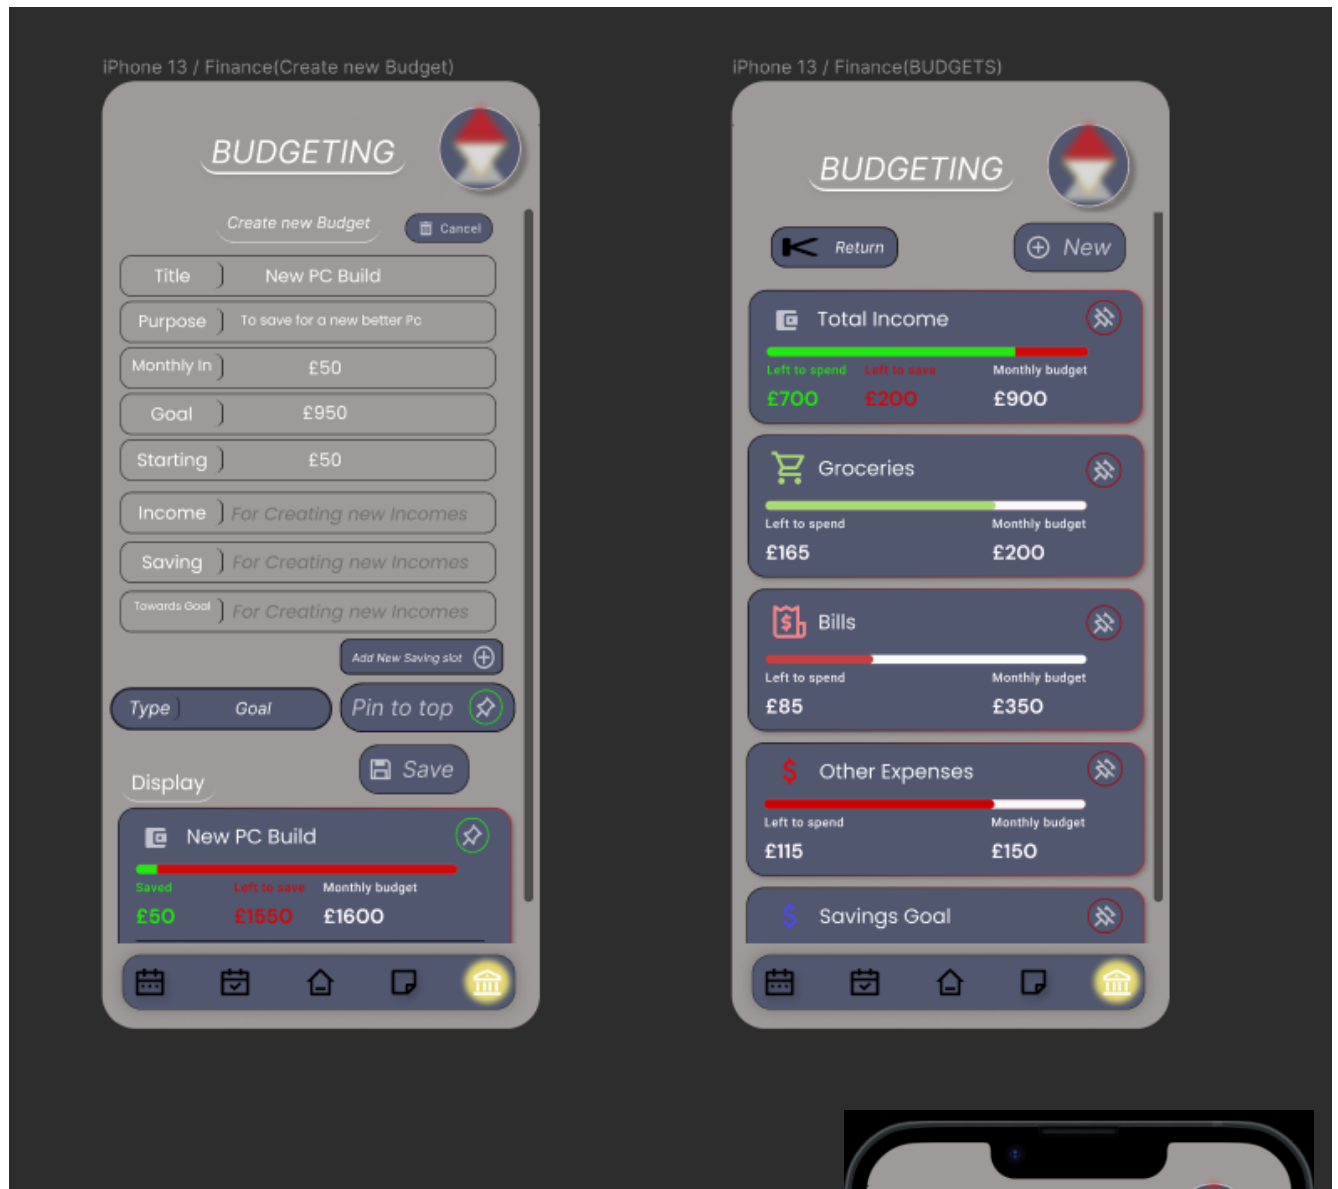 iPhone 13 / Finance(Create new Budget)
BUDGETING
Create new Budget
Cancel
Title New PC Build
Purpose To save for a new better Pc
Monthly In £50
Goal £950
Starting £50
Income For Creating new Incomes
Saving For Creating new Incomes
Towards Goal For Creating new Incomes
Add New Saving slot
Type Goal
Pin to top
Save
Display
New PC Build
Saved Left to save Monthly budget
£50 £1550 £1600
iPhone 13 / Finance(BUDGETS)
BUDGETING
Return
New
Total Income
Left to spend Left to save Monthly budget
£700 £200 £900
Groceries
Left to spend Monthly budget
£165 £200
$ Bills
Left to spend Monthly budget
£85 £350
$ Other Expenses
Left to spend Monthly budget
£115 £150
$ Savings Goal